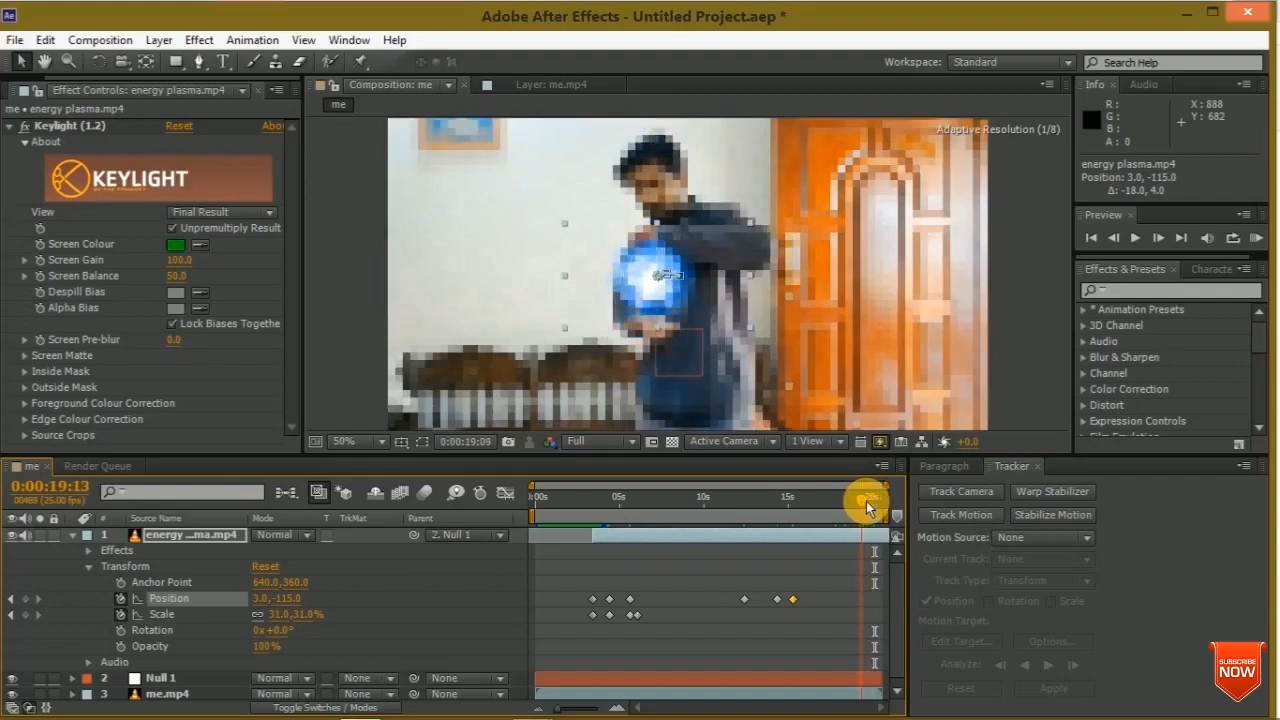 Ae
Adobe After Effects - Untitled Project.aep *
File Edit Composition Layer Effect Animation View Window Help
Workspace: Standard
Search Help
Effect Controls: energy plasma.mp4
Composition: me
Layer: me.mp4
Info
Audio
me • energy plasma.mp4
me
Keylight (1.2) Reset
About
KEYLIGHT
View Final Result
Unpremultiply Result
Screen Colour
Screen Gain 100.0
Screen Balance 50.0
Despill Bias
Alpha Bias
Lock Biases Togethe
Screen Pre-blur 0.0
Screen Matte
Inside Mask
Outside Mask
Foreground Colour Correction
Edge Colour Correction
Source Crops
Adaptive Resolution (1/8)
50% 0:00:19:09 Full Active Camera 1 View +0.0
R:
G:
B:
A: 0
X: 888
Y: 682
energy plasma.mp4
Position: 3.0, -115.0
Δ: -18.0, 4.0
Preview
Effects & Presets Characte
* Animation Presets
3D Channel
Audio
Blur & Sharpen
Channel
Color Correction
Distort
Expression Controls
me Render Queue
0:00:19:13
00488 (25.00 fps)
:00s 05s 10s 15s 20s
# Source Name Mode T TrkMat Parent
1 energy ...ma.mp4 Normal 2. Null 1
Effects
Transform Reset
Anchor Point 640.0,360.0
Position 3.0,-115.0
Scale 31.0,31.0%
Rotation 0x+0.0°
Opacity 100%
Audio
2 Null 1 Normal None None
3 me.mp4 Normal None None
Toggle Switches / Modes
Paragraph Tracker
Track Camera Warp Stabilizer
Track Motion Stabilize Motion
Motion Source: None
Current Track: None
Track Type: Transform
Position Rotation Scale
Motion Target:
Edit Target... Options...
Analyze:
Reset Apply
SUBSCRIBE
NOW